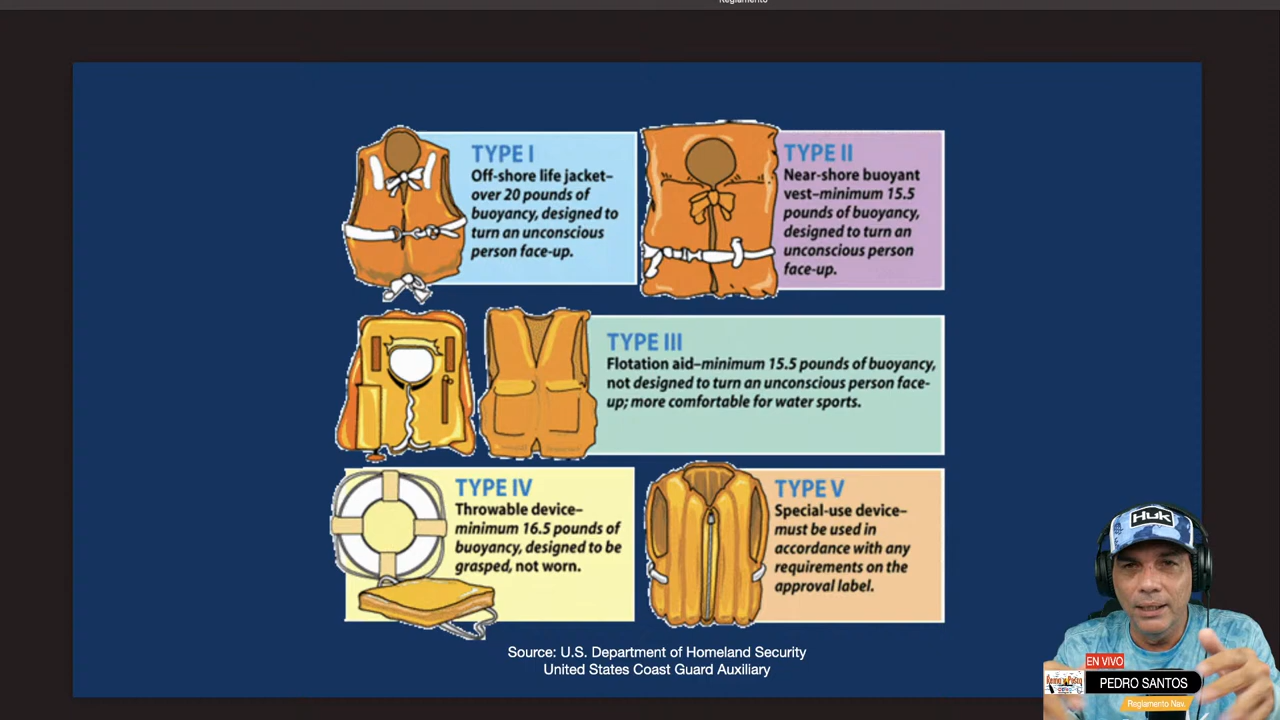 Reglamento
TYPE I
Off-shore life jacket–
over 20 pounds of
buoyancy, designed to
turn an unconscious
person face-up.
TYPE II
Near-shore buoyant
vest–minimum 15.5
pounds of buoyancy,
designed to turn an
unconscious person
face-up.
TYPE III
Flotation aid–minimum 15.5 pounds of buoyancy,
not designed to turn an unconscious person face-
up; more comfortable for water sports.
TYPE IV
Throwable device–
minimum 16.5 pounds of
buoyancy, designed to be
grasped, not worn.
TYPE V
Special-use device–
must be used in
accordance with any
requirements on the
approval label.
Source: U.S. Department of Homeland Security
United States Coast Guard Auxiliary
HUK
EN VIVO
PEDRO SANTOS
Reglamento Nav.